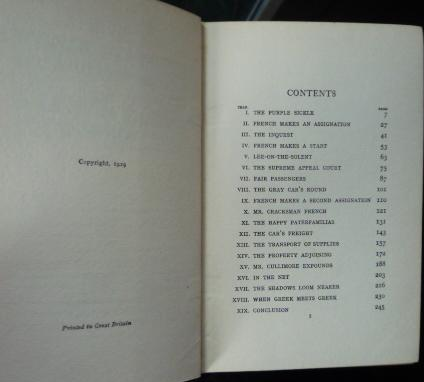 Copyright, 1929
Printed in Great Britain
CONTENTS
CHAP. PAGE
I. THE PURPLE SICKLE 7
II. FRENCH MAKES AN ASSIGNATION 27
III. THE INQUEST 41
IV. FRENCH MAKES A START 53
V. LEE-ON-THE-SOLENT 63
VI. THE SUPREME APPEAL COURT 75
VII. FAIR PASSENGERS 87
VIII. THE GRAY CAR'S ROUND 101
IX. FRENCH MAKES A SECOND ASSIGNATION 110
X. MR. CRACKSMAN FRENCH 121
XI. THE HAPPY PATERFAMILIAS 131
XII. THE CAR'S FREIGHT 143
XIII. THE TRANSPORT OF SUPPLIES 157
XIV. THE PROPERTY ADJOINING 172
XV. MR. CULLIMORE EXPOUNDS 188
XVI. IN THE NET 203
XVII. THE SHADOWS LOOM NEARER 216
XVIII. WHEN GREEK MEETS GREEK 230
XIX. CONCLUSION 245
5